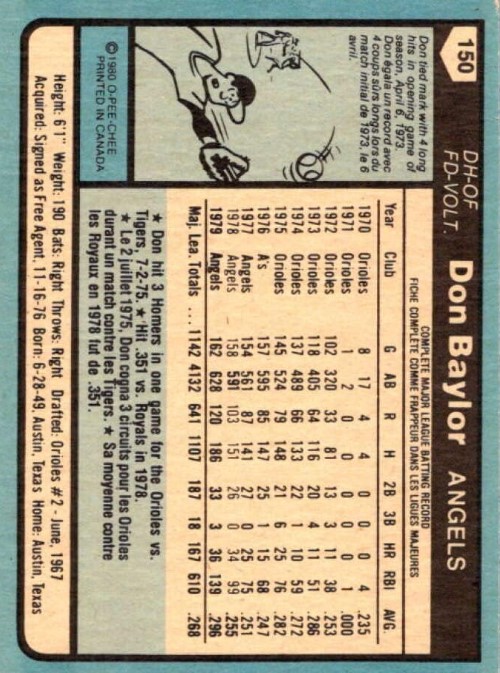 150
DH-OF
FD-VOLT.
Don Baylor ANGELS
Don tied mark with 4 long
hits in opening game of
season, April 6, 1973.
Don égala un record avec
4 coups sûrs longs lors du
match initial de 1973, le 6
avril.
© 1980 O-PEE-CHEE
PRINTED IN CANADA
COMPLETE MAJOR LEAGUE BATTING RECORD
FICHE COMPLÈTE COMME FRAPPEUR DANS LES LIGUES MAJEURES
Year Club G AB R H 2B 3B HR RBI AVG.
1970 Orioles 8 17 4 4 0 0 0 4 .235
1971 Orioles 1 2 0 0 0 0 0 1 .000
1972 Orioles 102 320 33 81 13 3 11 38 .253
1973 Orioles 118 405 64 116 20 4 11 51 .286
1974 Orioles 137 489 66 133 22 1 10 59 .272
1975 Orioles 145 524 79 148 21 6 25 76 .282
1976 A's 157 595 85 147 25 1 15 68 .247
1977 Angels 154 561 87 141 27 0 25 75 .251
1978 Angels 158 591 103 151 26 0 34 99 .255
1979 Angels 162 628 120 186 33 3 36 139 .296
Maj. Lea. Totals ... 1142 4132 641 1107 187 18 167 610 .268
★ Don hit 3 Homers in one game for the Orioles vs.
Tigers, 7-2-75. ★ Hit .351 vs. Royals in 1978.
★ Le 2 juillet 1975, Don cogna 3 circuits pour les Orioles
durant un match contre les Tigers. ★ Sa moyenne contre
les Royaux en 1978 fut de .351.
Height: 6'1" Weight: 190 Bats: Right Throws: Right Drafted: Orioles #2 - June, 1967
Acquired: Signed as Free Agent, 11-16-76 Born: 6-28-49, Austin, Texas Home: Austin, Texas